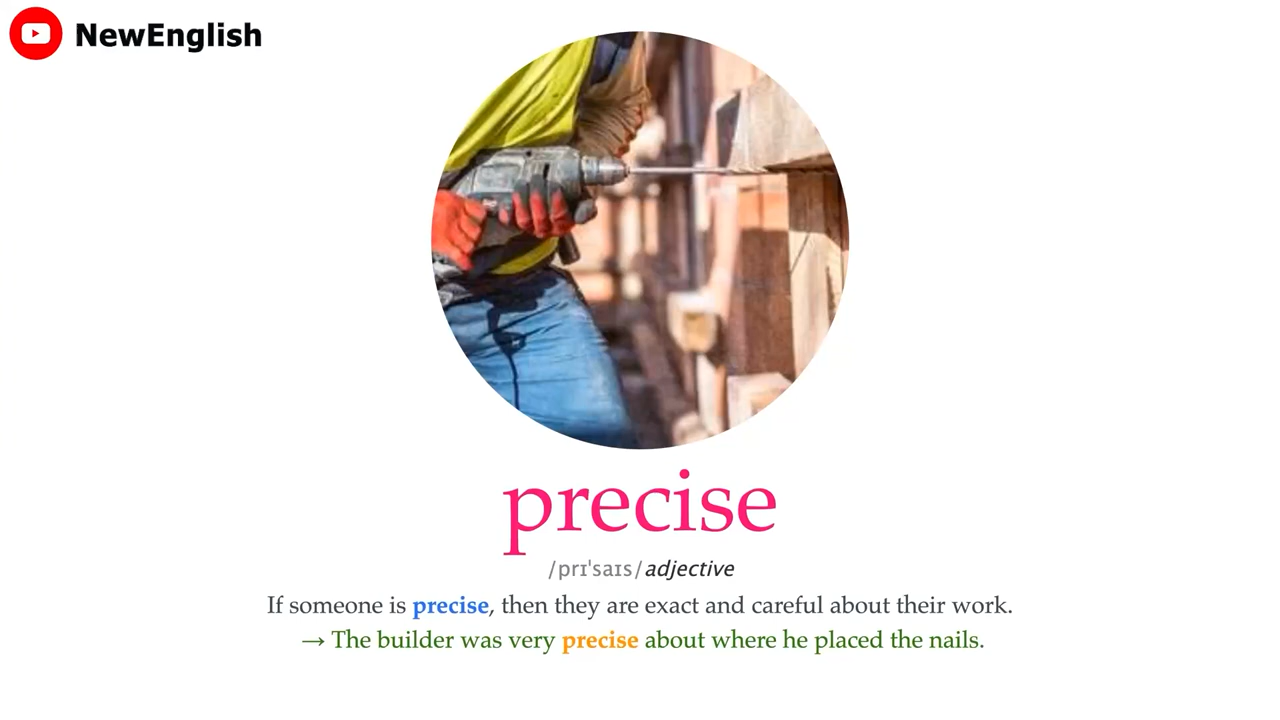 NewEnglish
precise
/prɪˈsaɪs/adjective
If someone is precise, then they are exact and careful about their work.
→ The builder was very precise about where he placed the nails.